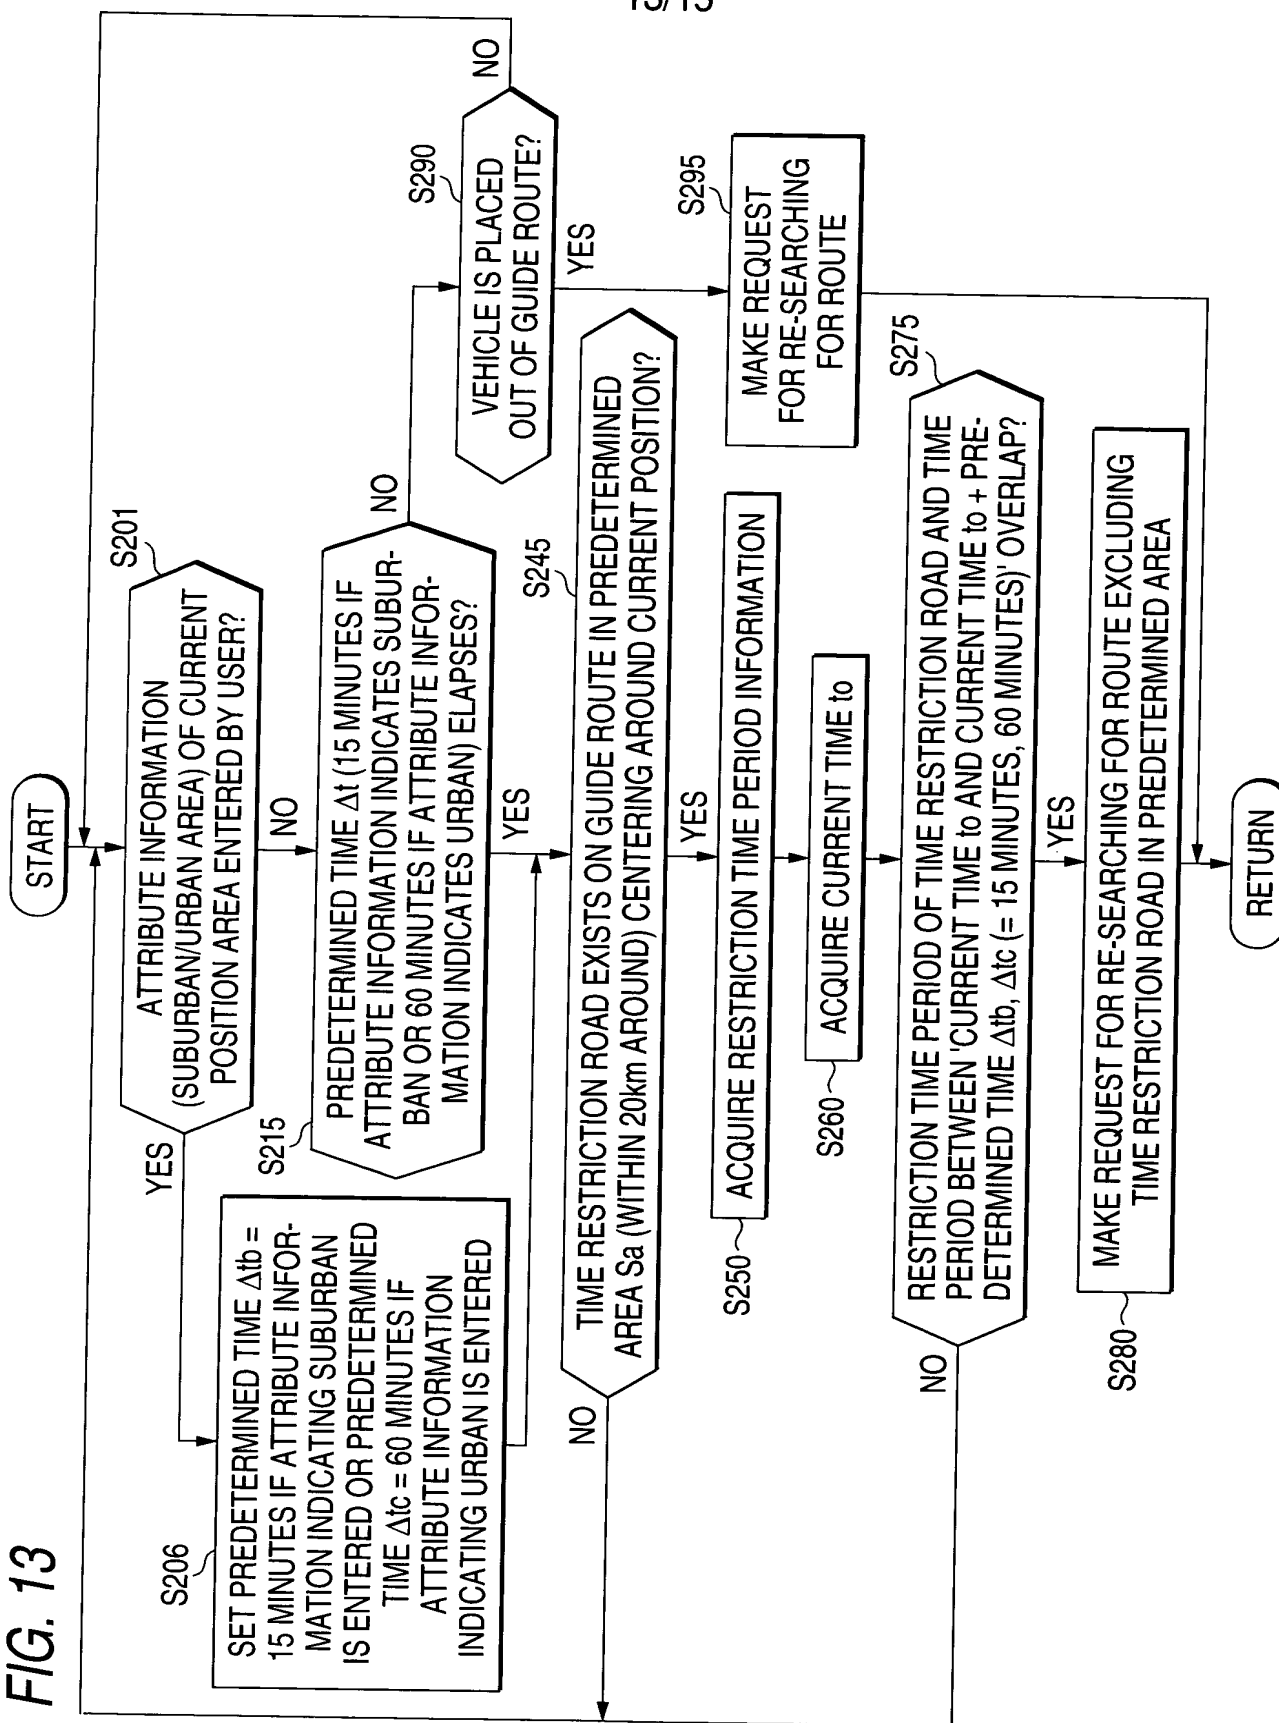 13/13
FIG. 13
START
S201
ATTRIBUTE INFORMATION
(SUBURBAN/URBAN AREA) OF CURRENT
POSITION AREA ENTERED BY USER?
YES
NO
S206
SET PREDETERMINED TIME Δtb =
15 MINUTES IF ATTRIBUTE INFOR-
MATION INDICATING SUBURBAN
IS ENTERED OR PREDETERMINED
TIME Δtc = 60 MINUTES IF
ATTRIBUTE INFORMATION
INDICATING URBAN IS ENTERED
S215
PREDETERMINED TIME Δt (15 MINUTES IF
ATTRIBUTE INFORMATION INDICATES SUBUR-
BAN OR 60 MINUTES IF ATTRIBUTE INFOR-
MATION INDICATES URBAN) ELAPSES?
NO
YES
S290
VEHICLE IS PLACED
OUT OF GUIDE ROUTE?
NO
YES
S295
MAKE REQUEST
FOR RE-SEARCHING
FOR ROUTE
S245
TIME RESTRICTION ROAD EXISTS ON GUIDE ROUTE IN PREDETERMINED
AREA Sa (WITHIN 20km AROUND) CENTERING AROUND CURRENT POSITION?
NO
YES
S250
ACQUIRE RESTRICTION TIME PERIOD INFORMATION
S260
ACQUIRE CURRENT TIME to
S275
RESTRICTION TIME PERIOD OF TIME RESTRICTION ROAD AND TIME
PERIOD BETWEEN 'CURRENT TIME to AND CURRENT TIME to + PRE-
DETERMINED TIME Δtb, Δtc (= 15 MINUTES, 60 MINUTES)' OVERLAP?
NO
YES
S280
MAKE REQUEST FOR RE-SEARCHING FOR ROUTE EXCLUDING
TIME RESTRICTION ROAD IN PREDETERMINED AREA
RETURN